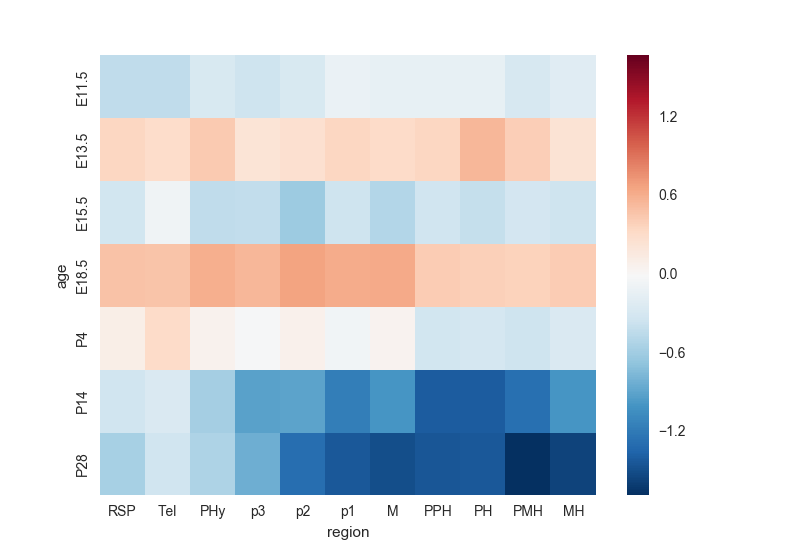 age
E11.5
E13.5
E15.5
E18.5
P4
P14
P28
RSP Tel PHy p3 p2 p1 M PPH PH PMH MH
region
1.2
0.6
0.0
−0.6
−1.2